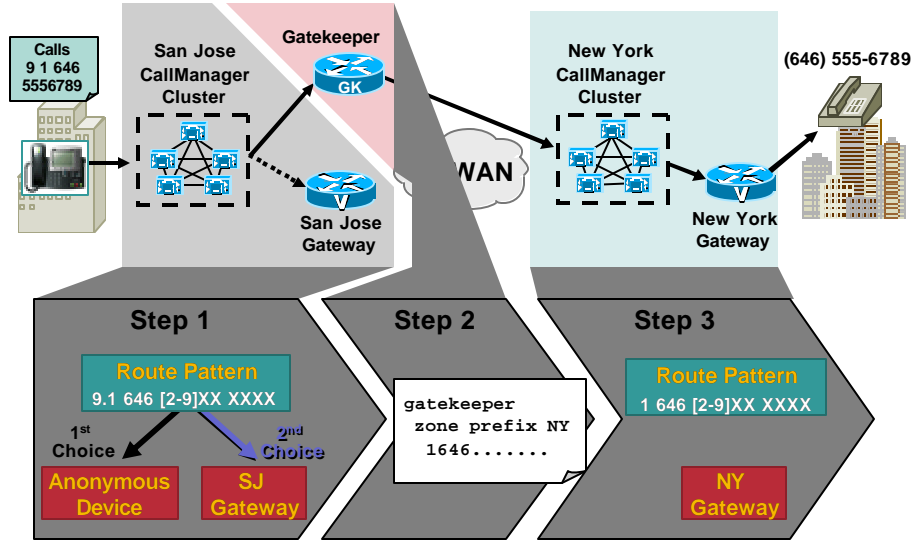 Calls
9 1 646
5556789
San Jose
CallManager
Cluster
Gatekeeper
GK
New York
CallManager
Cluster
(646) 555-6789
WAN
V
San Jose
Gateway
V
New York
Gateway
Step 1
Route Pattern
9.1 646 [2-9]XX XXXX
1st
Choice
2nd
Choice
Anonymous
Device
SJ
Gateway
Step 2
gatekeeper
zone prefix NY
1646.......
Step 3
Route Pattern
1 646 [2-9]XX XXXX
NY
Gateway